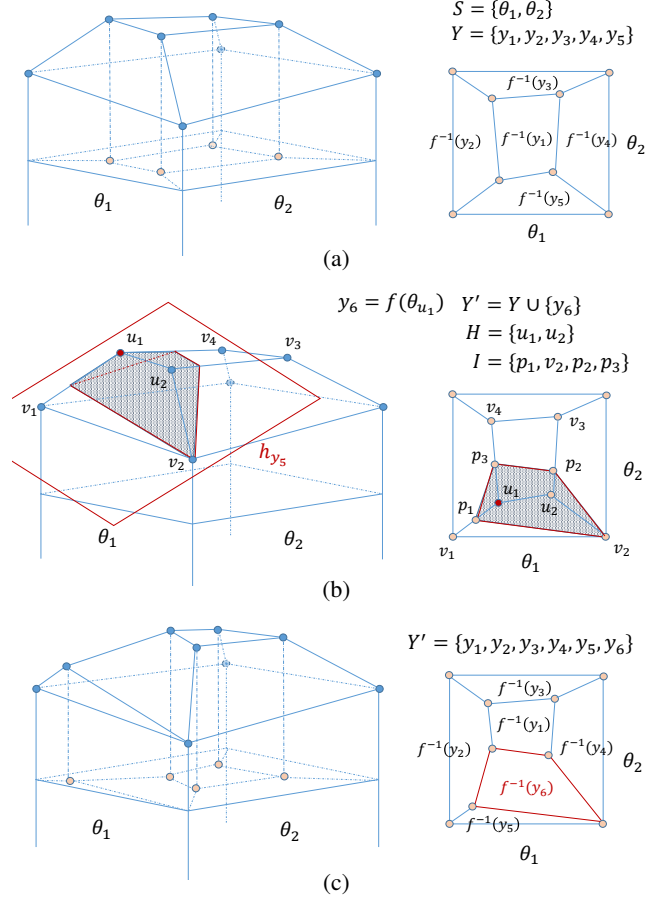 S = {θ₁, θ₂}
Y = {y₁, y₂, y₃, y₄, y₅}
f⁻¹(y₃)
f⁻¹(y₂) f⁻¹(y₁) f⁻¹(y₄) θ₂
f⁻¹(y₅)
θ₁ θ₂ θ₁
(a)
y₆ = f(θᵤ₁) Y′ = Y ∪ {y₆}
H = {u₁, u₂}
I = {p₁, v₂, p₂, p₃}
u₁ v₄ v₃
u₂
v₁
v₂ h_y₅
θ₁ θ₂
v₄ v₃
p₃ p₂ θ₂
p₁ u₁ u₂
v₁ θ₁ v₂
(b)
Y′ = {y₁, y₂, y₃, y₄, y₅, y₆}
f⁻¹(y₃)
f⁻¹(y₁)
f⁻¹(y₂) f⁻¹(y₄) θ₂
f⁻¹(y₆)
f⁻¹(y₅)
θ₁ θ₂ θ₁
(c)